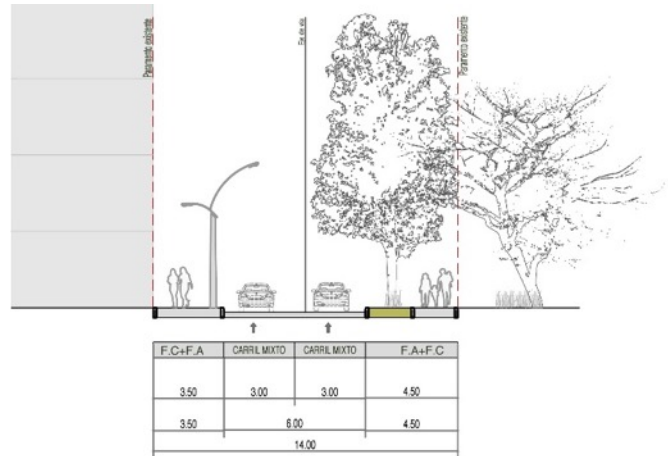 Paramento existente
Eje de vía
Paramento existente
F.C+F.A CARRIL MIXTO CARRIL MIXTO F.A+F.C
3.50 3.00 3.00 4.50
3.50 6.00 4.50
14.00